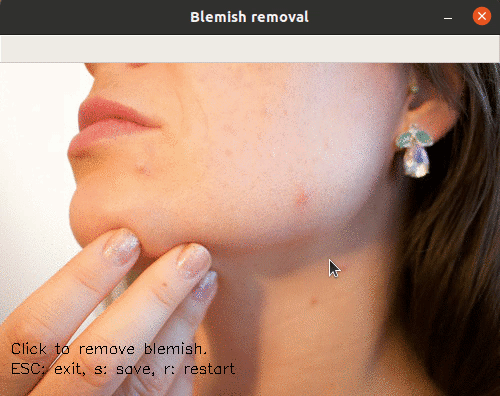 Blemish removal
Click to remove blemish.
ESC: exit, s: save, r: restart